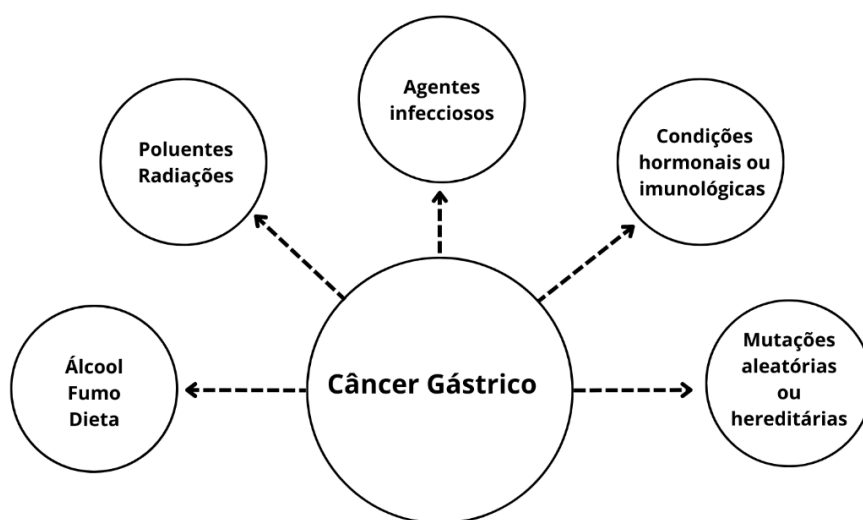 Agentes
infecciosos
Poluentes
Radiações
Condições
hormonais ou
imunológicas
Álcool
Fumo
Dieta
Câncer Gástrico
Mutações
aleatórias
ou
hereditárias